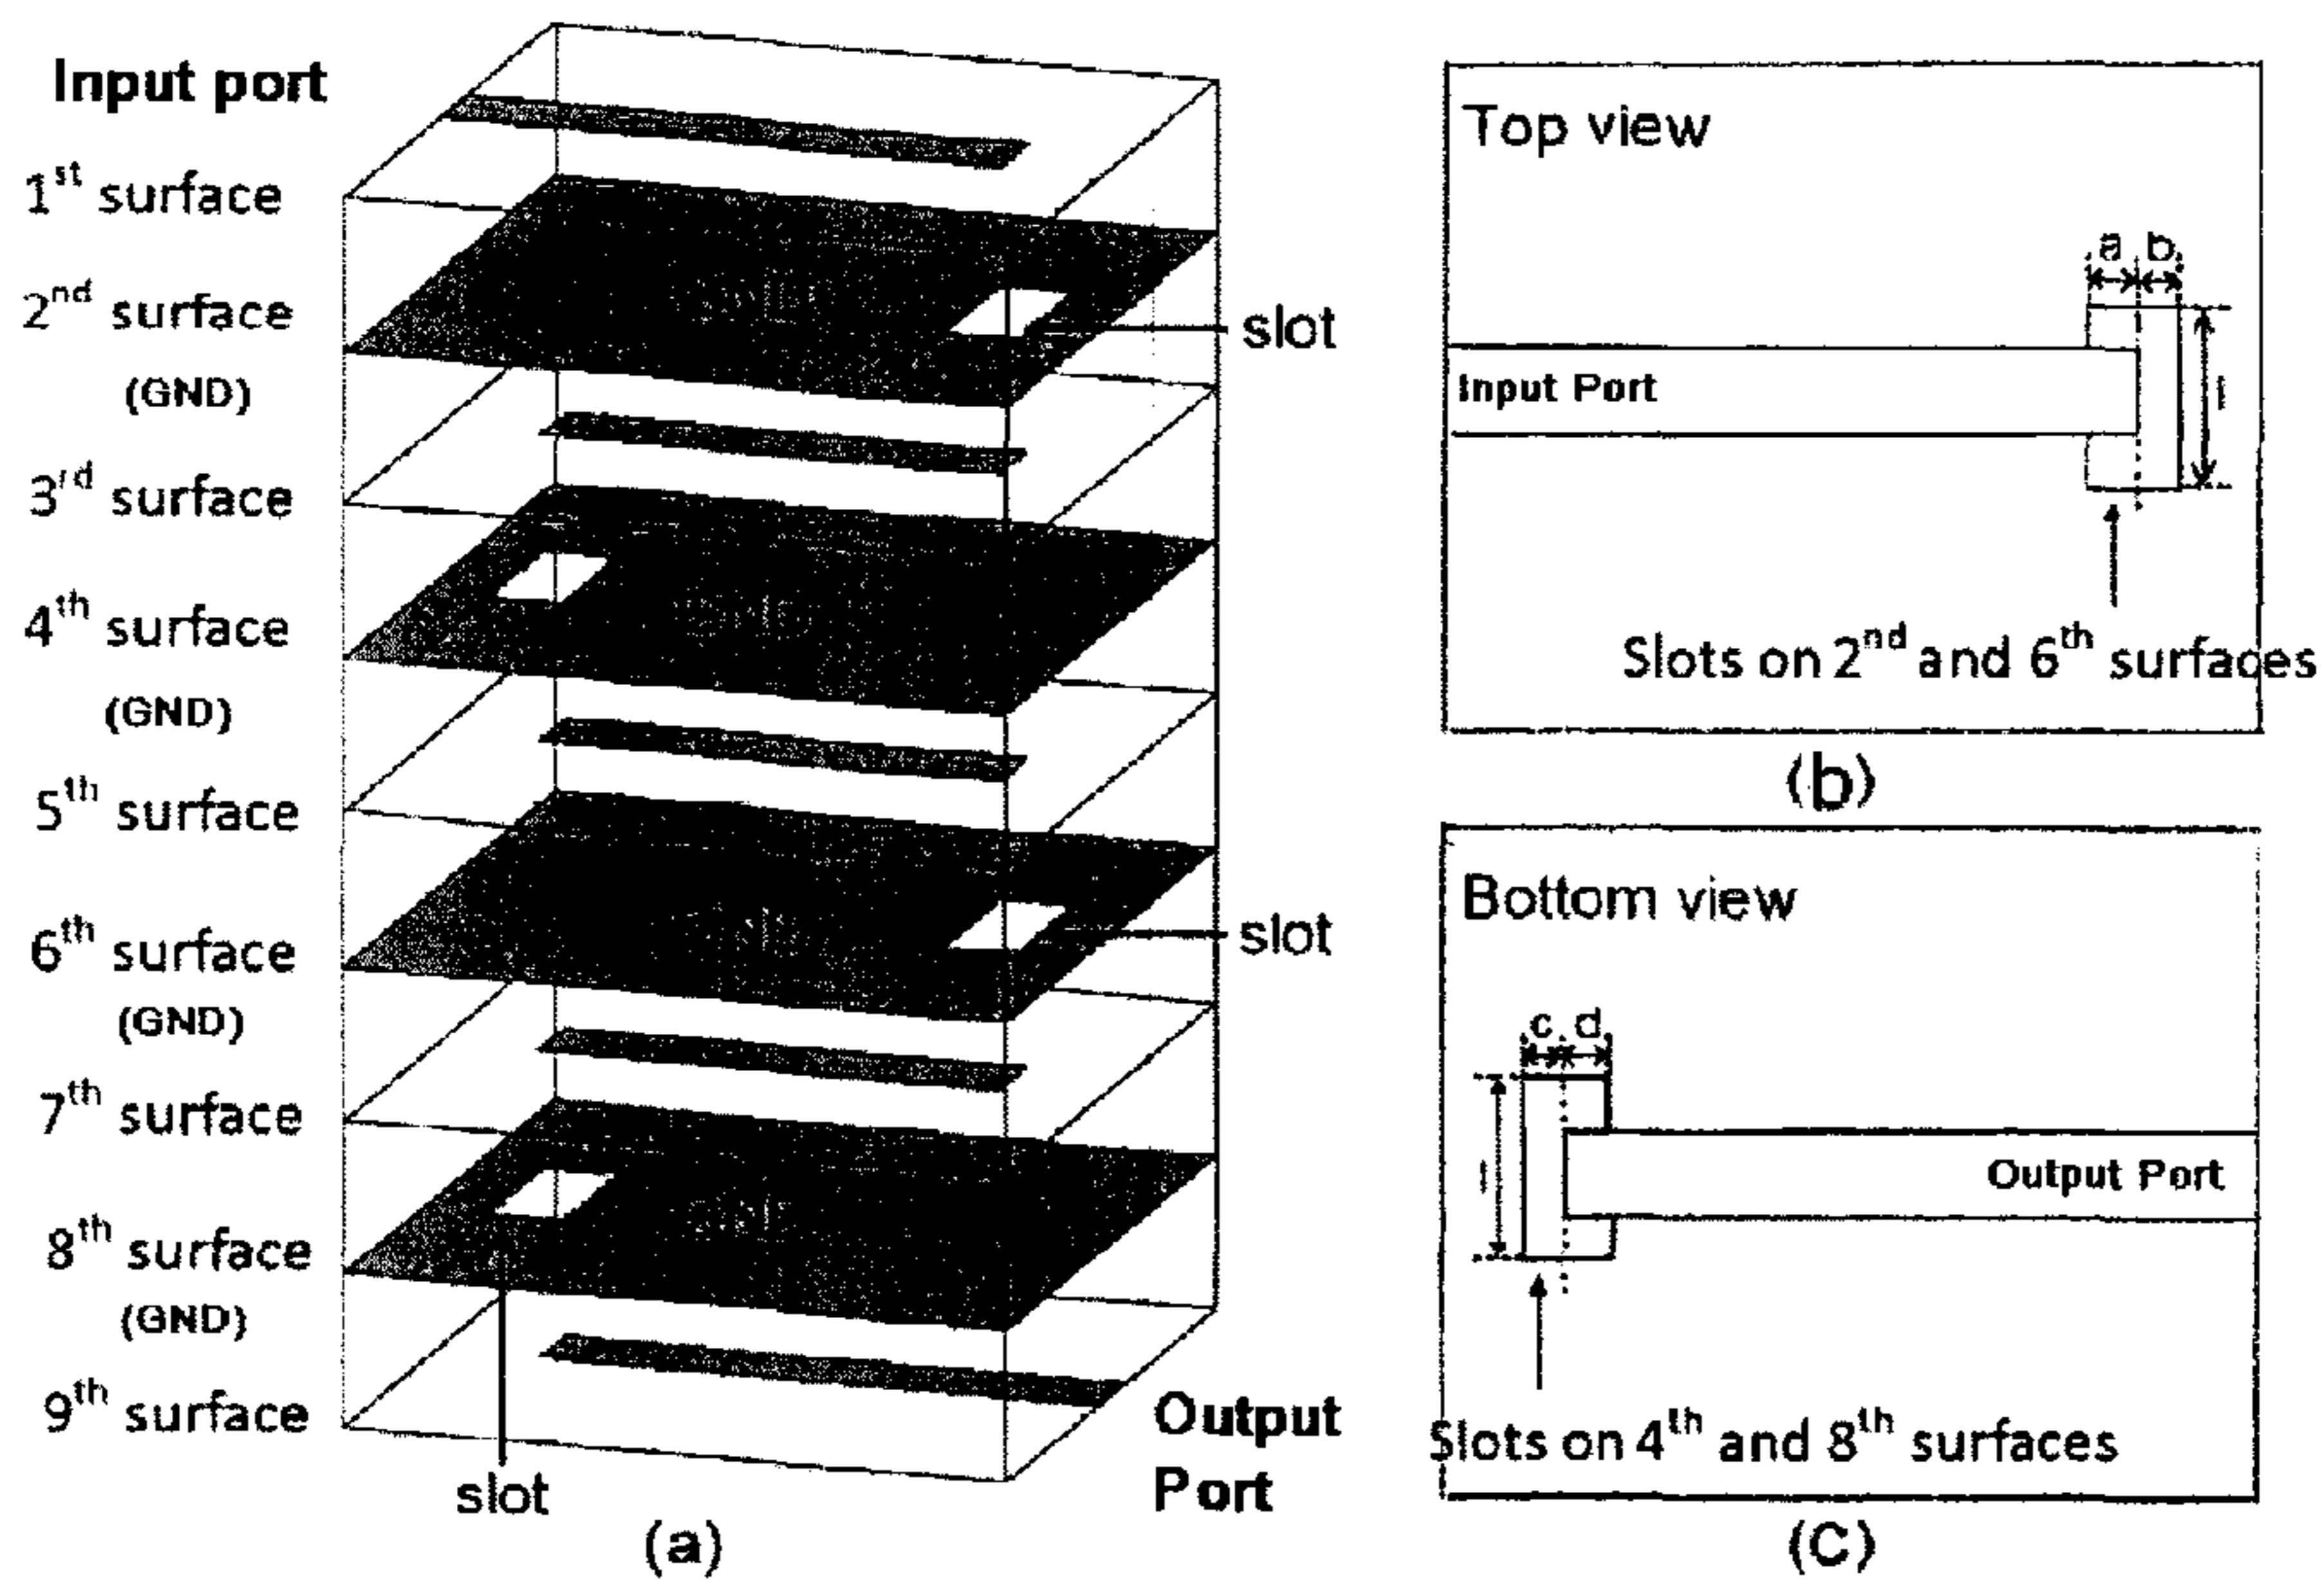 Input port
1st surface
2nd surface
(GND)
slot
3rd surface
4th surface
(GND)
5th surface
6th surface
(GND)
slot
7th surface
8th surface
(GND)
9th surface
Output
Port
slot
(a)
Top view
a b
Input Port
l
Slots on 2nd and 6th surfaces
(b)
Bottom view
c d
l
Output Port
Slots on 4th and 8th surfaces
(c)